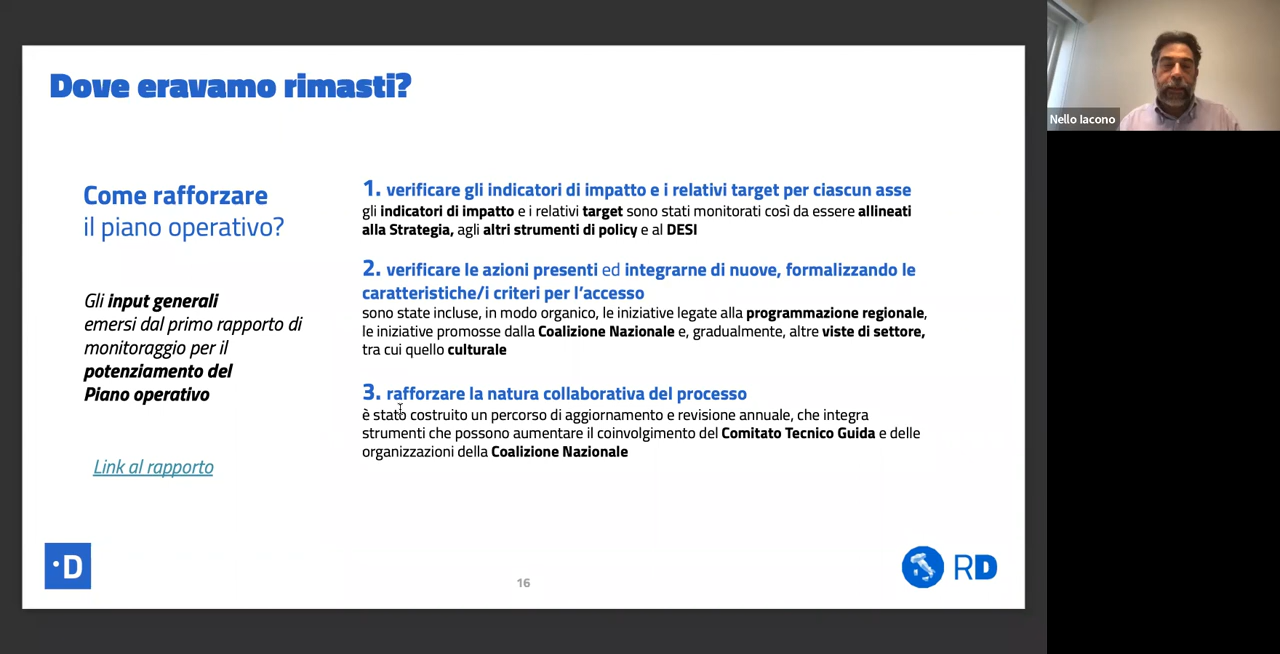 Dove eravamo rimasti?
Come rafforzare
il piano operativo?
Gli input generali
emersi dal primo rapporto di
monitoraggio per il
potenziamento del
Piano operativo
Link al rapporto
1. verificare gli indicatori di impatto e i relativi target per ciascun asse
gli indicatori di impatto e i relativi target sono stati monitorati così da essere allineati
alla Strategia, agli altri strumenti di policy e al DESI
2. verificare le azioni presenti ed integrarne di nuove, formalizzando le
caratteristiche/i criteri per l’accesso
sono state incluse, in modo organico, le iniziative legate alla programmazione regionale,
le iniziative promosse dalla Coalizione Nazionale e, gradualmente, altre viste di settore,
tra cui quello culturale
3. rafforzare la natura collaborativa del processo
è stato costruito un percorso di aggiornamento e revisione annuale, che integra
strumenti che possono aumentare il coinvolgimento del Comitato Tecnico Guida e delle
organizzazioni della Coalizione Nazionale
·D
16
RD
Nello Iacono